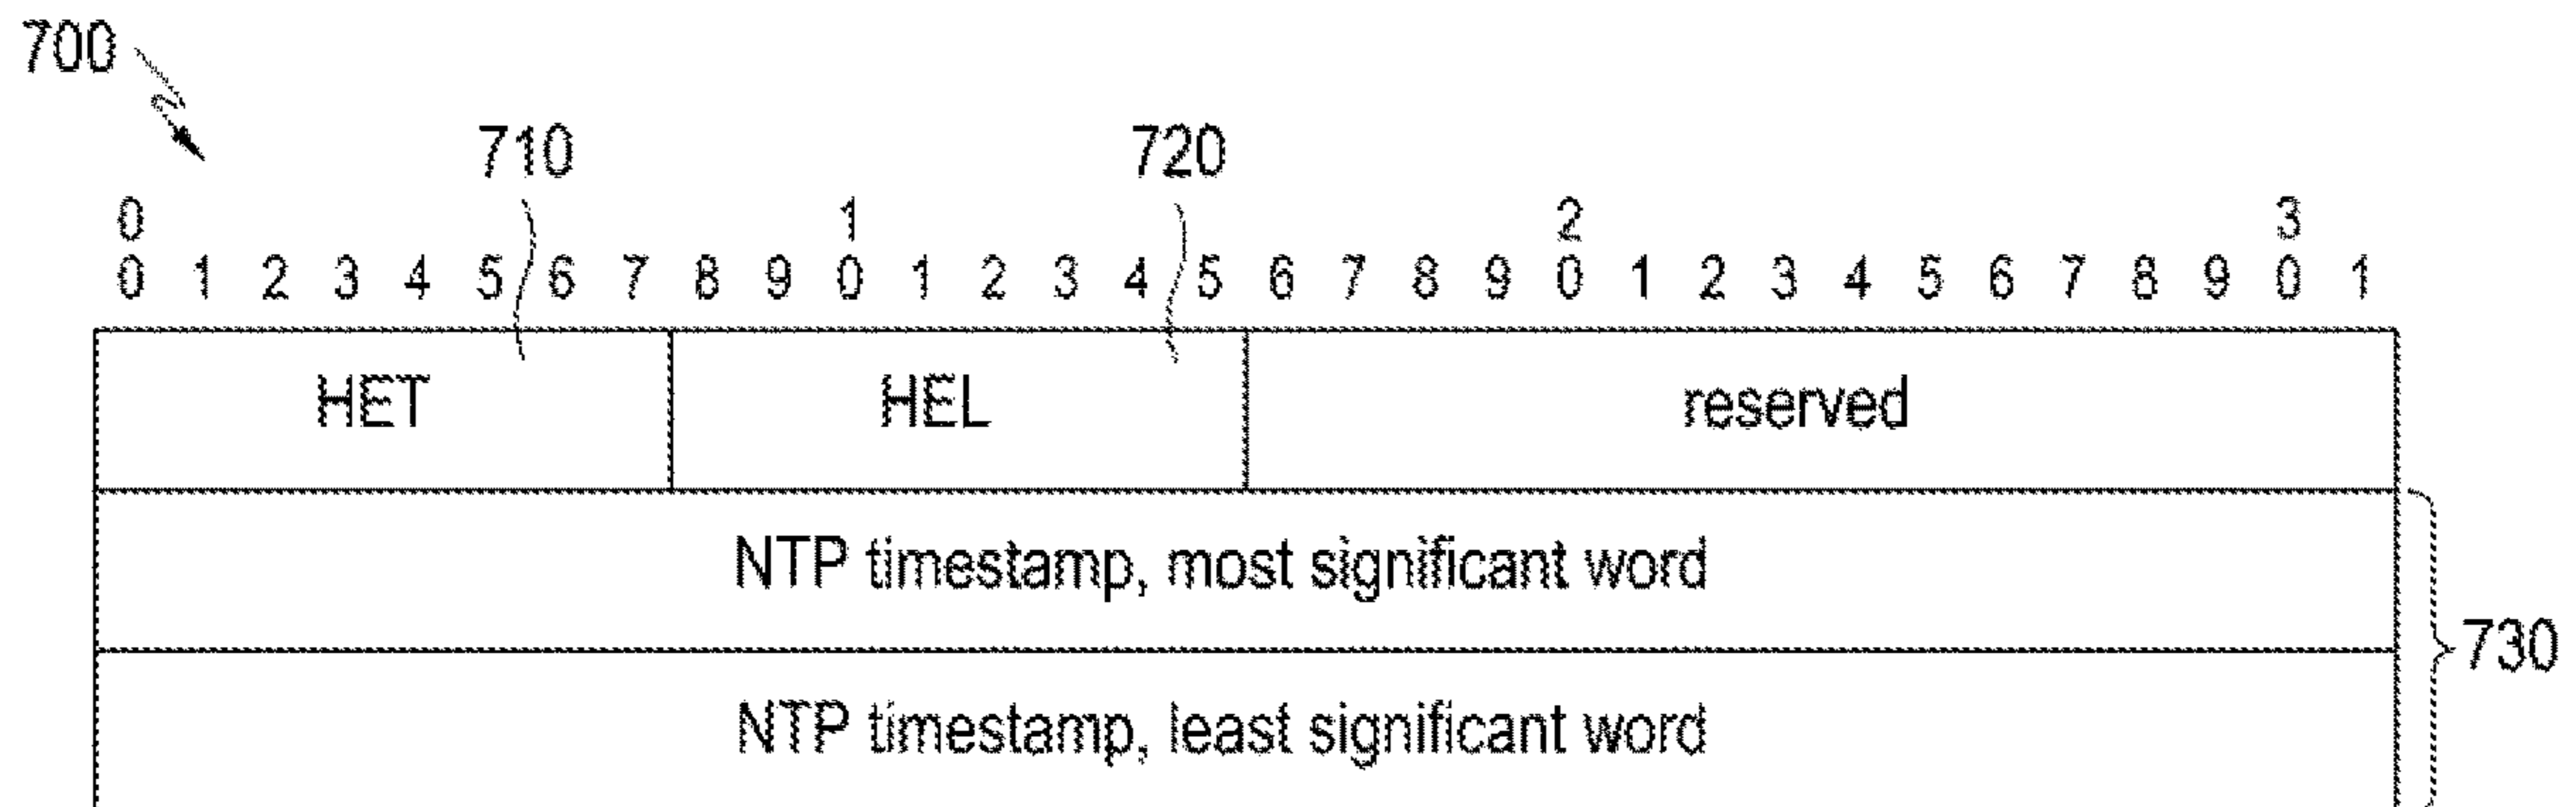 700
710 720
0 1 2 3
0 1 2 3 4 5 6 7 8 9 0 1 2 3 4 5 6 7 8 9 0 1 2 3 4 5 6 7 8 9 0 1
HET HEL reserved
NTP timestamp, most significant word
730
NTP timestamp, least significant word